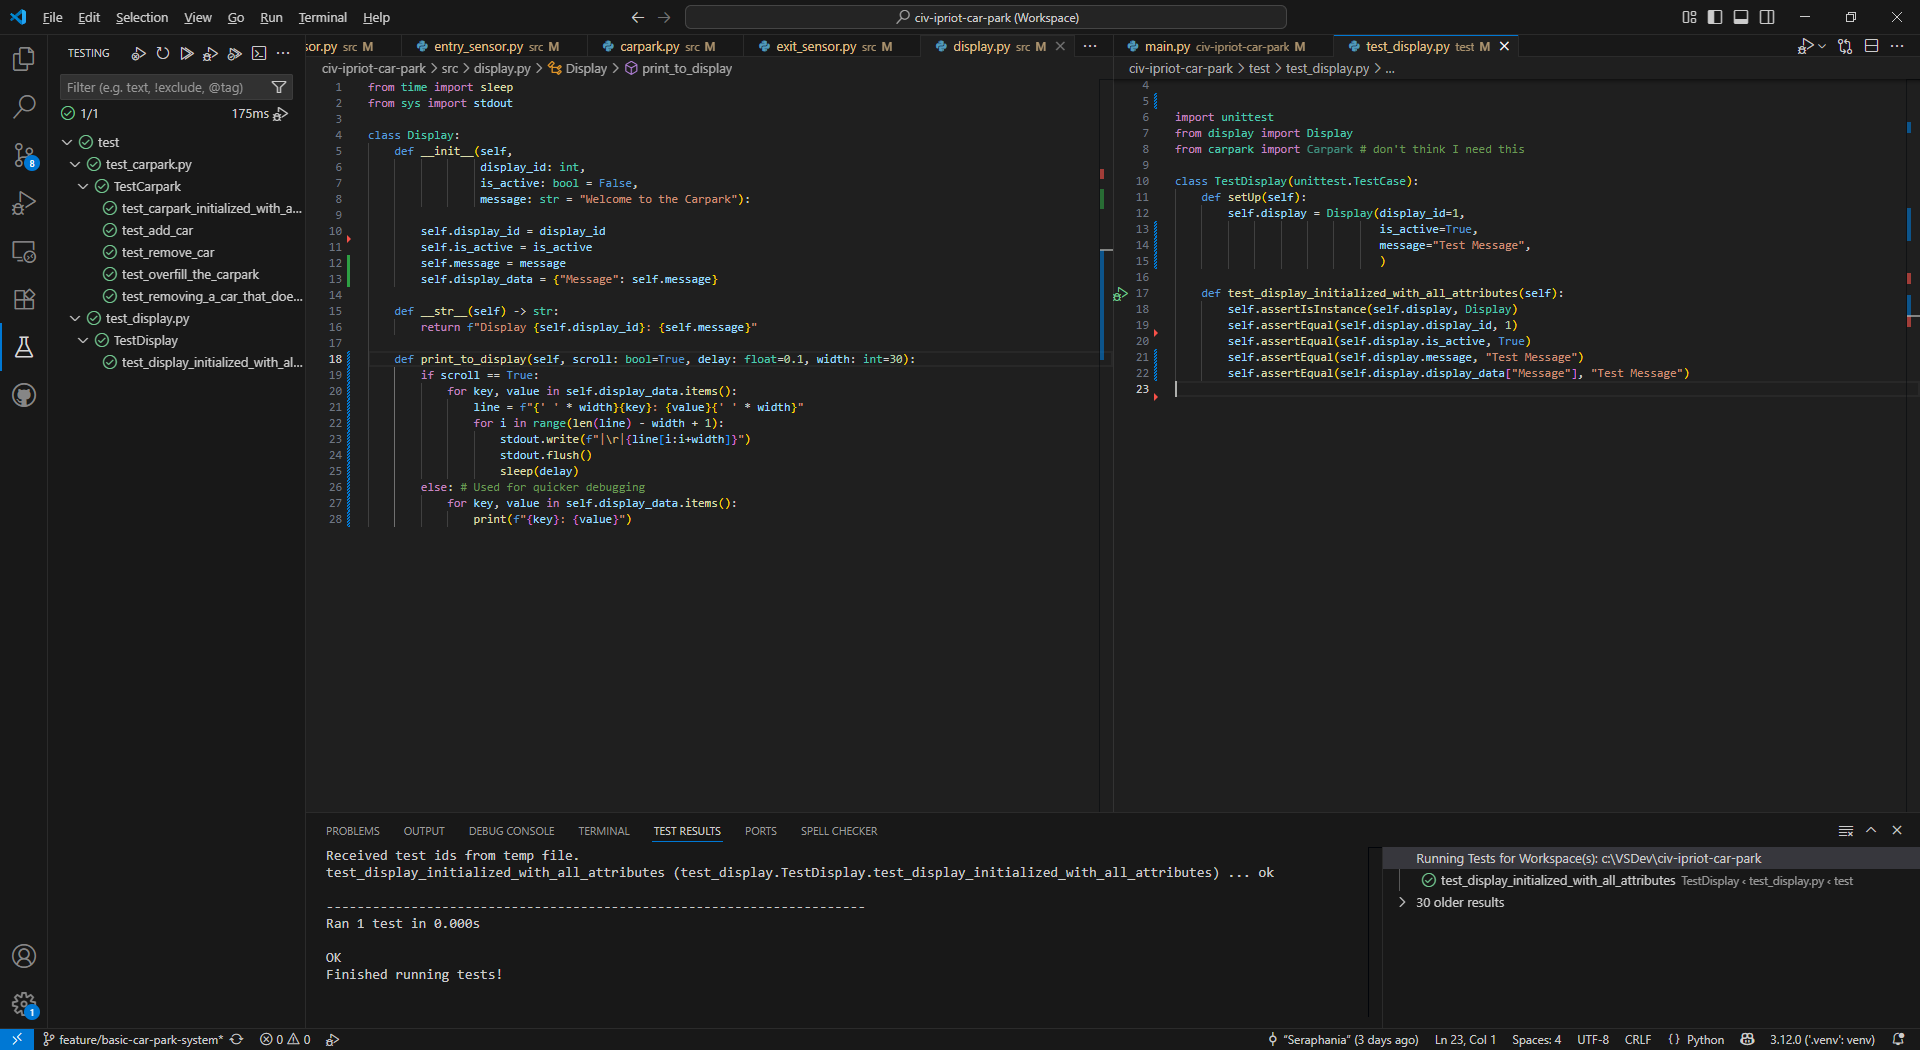 File Edit Selection View Go Run Terminal Help
civ-ipriot-car-park (Workspace)
TESTING
Filter (e.g. text, !exclude, @tag)
1/1 175ms
test
test_carpark.py
TestCarpark
test_carpark_initialized_with_a...
test_add_car
test_remove_car
test_overfill_the_carpark
test_removing_a_car_that_doe...
test_display.py
TestDisplay
test_display_initialized_with_al...
8
1
sor.py src M entry_sensor.py src M carpark.py src M exit_sensor.py src M display.py src M
civ-ipriot-car-park > src > display.py > Display > print_to_display
1 from time import sleep
2 from sys import stdout
3
4 class Display:
5 def __init__(self,
6 display_id: int,
7 is_active: bool = False,
8 message: str = "Welcome to the Carpark"):
9
10 self.display_id = display_id
11 self.is_active = is_active
12 self.message = message
13 self.display_data = {"Message": self.message}
14
15 def __str__(self) -> str:
16 return f"Display {self.display_id}: {self.message}"
17
18 def print_to_display(self, scroll: bool=True, delay: float=0.1, width: int=30):
19 if scroll == True:
20 for key, value in self.display_data.items():
21 line = f"{' ' * width}{key}: {value}{' ' * width}"
22 for i in range(len(line) - width + 1):
23 stdout.write(f"|\r|{line[i:i+width]}")
24 stdout.flush()
25 sleep(delay)
26 else: # Used for quicker debugging
27 for key, value in self.display_data.items():
28 print(f"{key}: {value}")
main.py civ-ipriot-car-park M test_display.py test M
civ-ipriot-car-park > test > test_display.py > ...
4
5
6 import unittest
7 from display import Display
8 from carpark import Carpark # don't think I need this
9
10 class TestDisplay(unittest.TestCase):
11 def setUp(self):
12 self.display = Display(display_id=1,
13 is_active=True,
14 message="Test Message",
15 )
16
17 def test_display_initialized_with_all_attributes(self):
18 self.assertIsInstance(self.display, Display)
19 self.assertEqual(self.display.display_id, 1)
20 self.assertEqual(self.display.is_active, True)
21 self.assertEqual(self.display.message, "Test Message")
22 self.assertEqual(self.display.display_data["Message"], "Test Message")
23
PROBLEMS OUTPUT DEBUG CONSOLE TERMINAL TEST RESULTS PORTS SPELL CHECKER
Received test ids from temp file.
test_display_initialized_with_all_attributes (test_display.TestDisplay.test_display_initialized_with_all_attributes) ... ok
----------------------------------------------------------------------
Ran 1 test in 0.000s
OK
Finished running tests!
Running Tests for Workspace(s): c:\VSDev\civ-ipriot-car-park
test_display_initialized_with_all_attributes TestDisplay < test_display.py < test
30 older results
feature/basic-car-park-system* 0 0
"Seraphania" (3 days ago) Ln 23, Col 1 Spaces: 4 UTF-8 CRLF { } Python 3.12.0 ('.venv': venv)